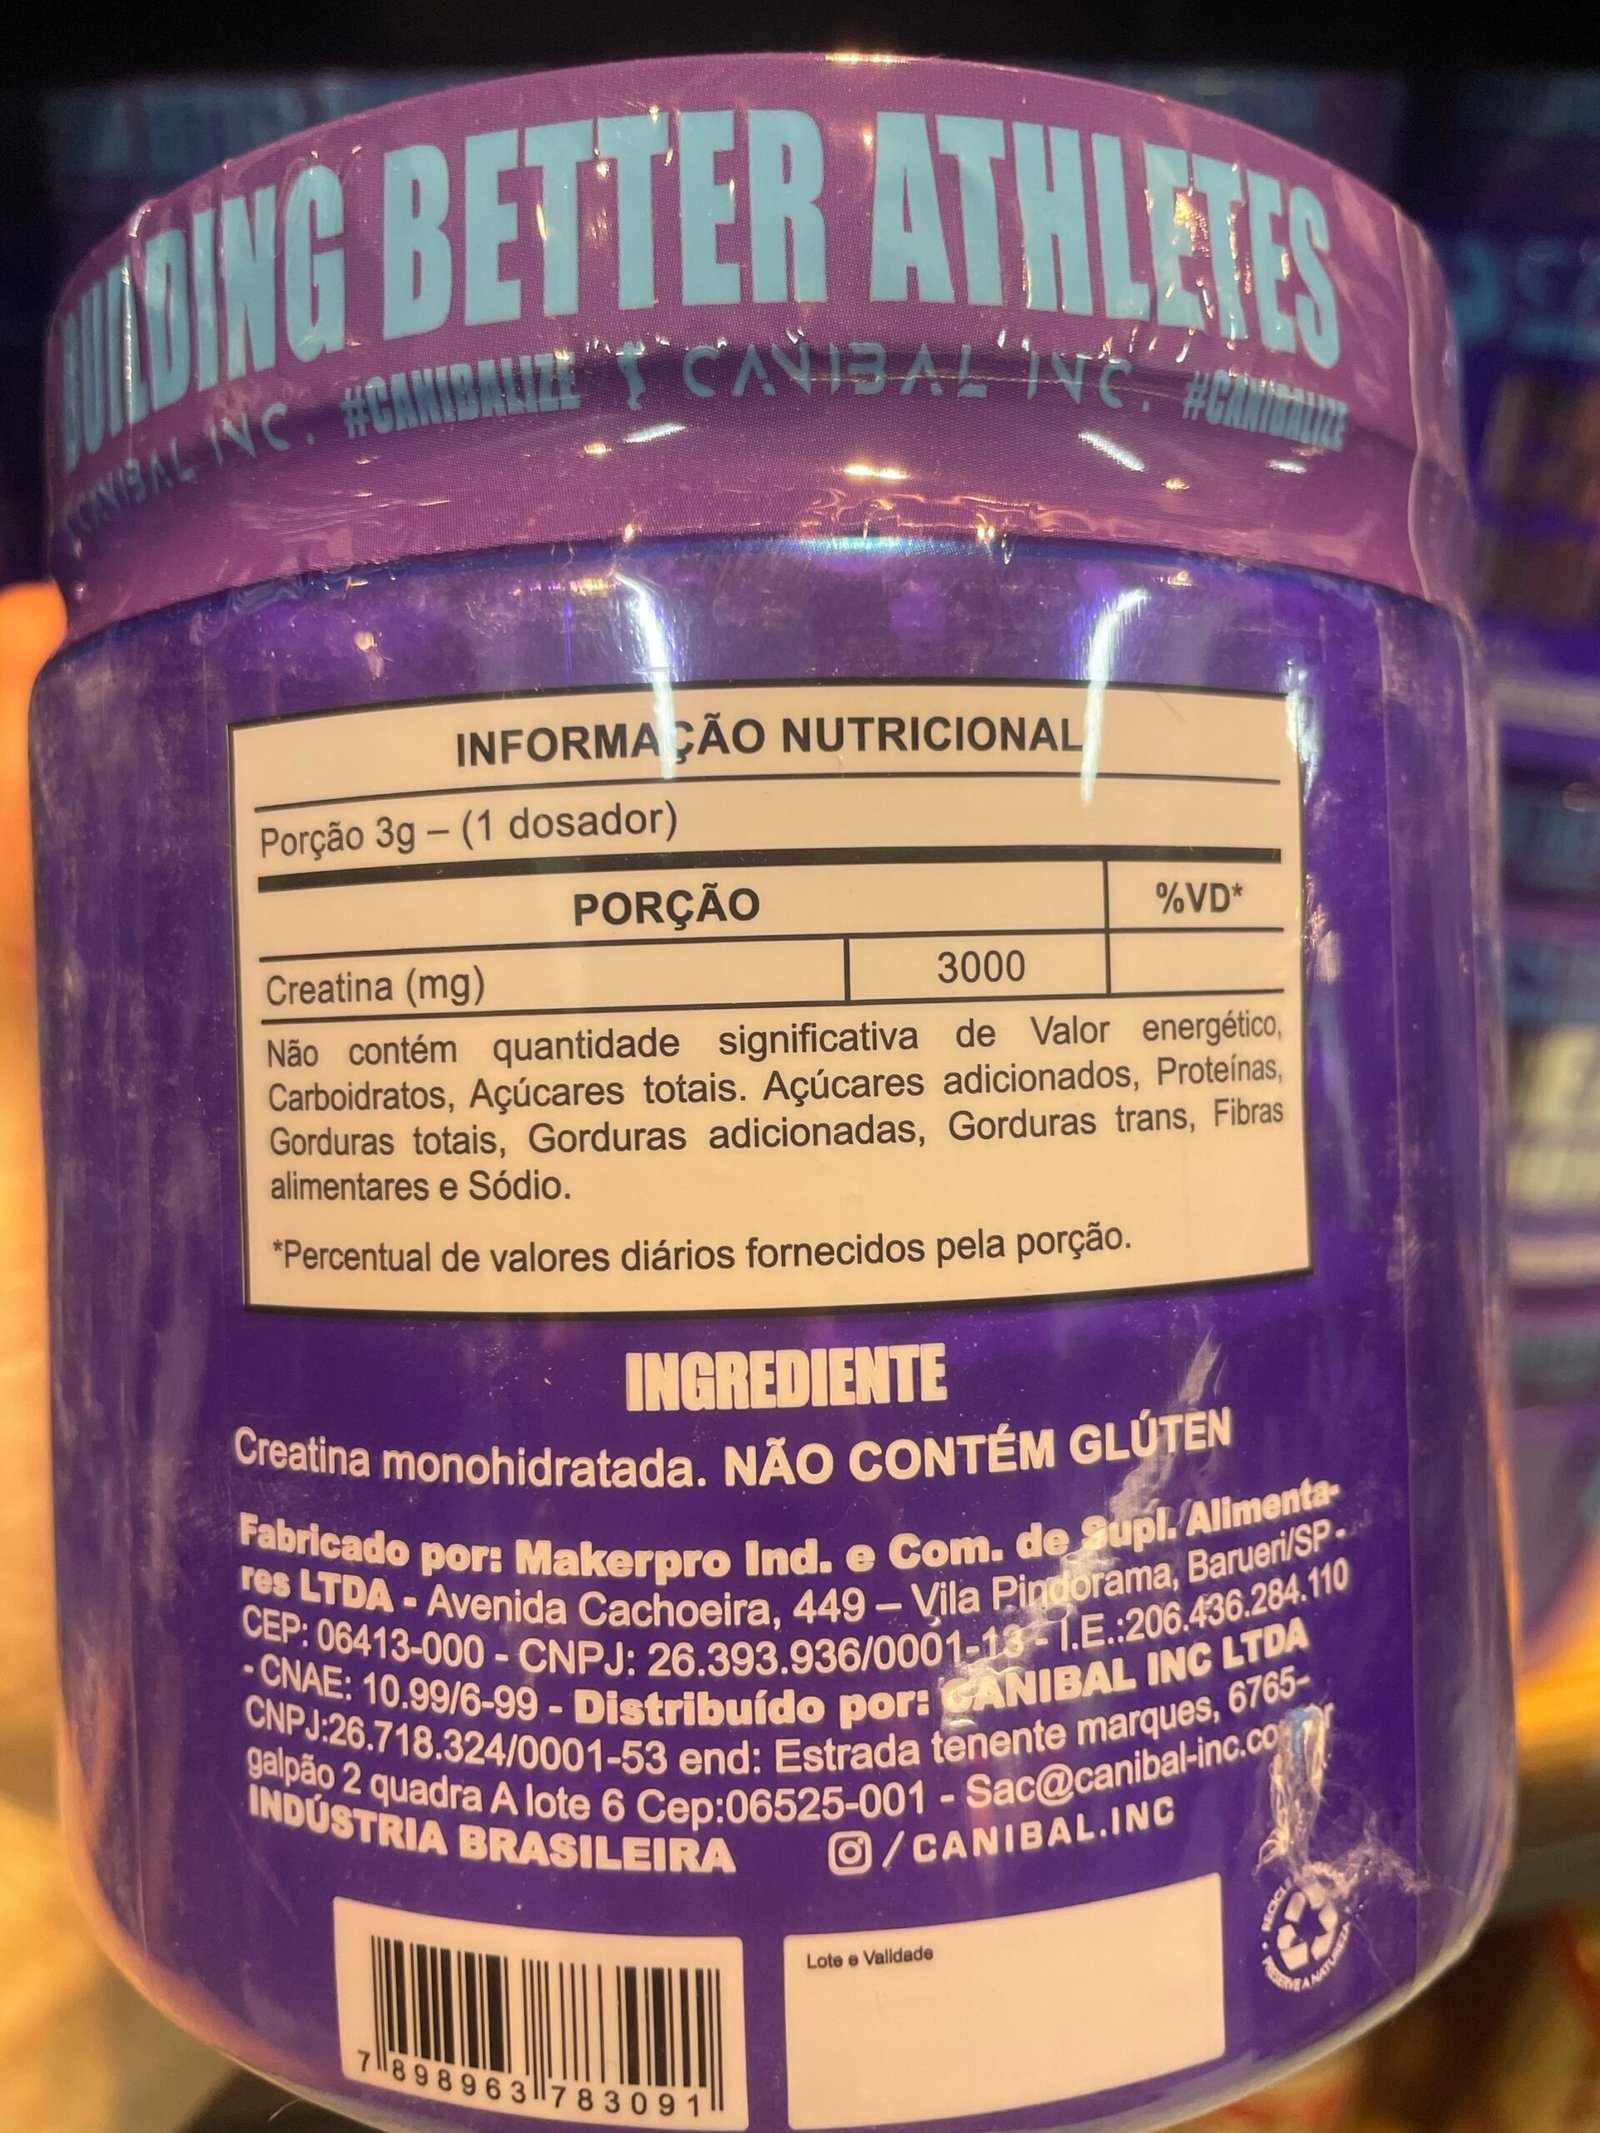 BUILDING BETTER ATHLETES
CANIBAL INC. #CANIBALIZE CANIBAL INC. #CANIBALIZE
INFORMAÇÃO NUTRICIONAL
Porção 3g – (1 dosador)
PORÇÃO %VD*
Creatina (mg) 3000
Não contém quantidade significativa de Valor energético,
Carboidratos, Açúcares totais. Açúcares adicionados, Proteínas,
Gorduras totais, Gorduras adicionadas, Gorduras trans, Fibras
alimentares e Sódio.
*Percentual de valores diários fornecidos pela porção.
INGREDIENTE
Creatina monohidratada. NÃO CONTÉM GLÚTEN
Fabricado por: Makerpro Ind. e Com. de Supl. Alimenta-
res LTDA - Avenida Cachoeira, 449 – Vila Pindorama, Barueri/SP -
CEP: 06413-000 - CNPJ: 26.393.936/0001-13 - I.E.:206.436.284.110
- CNAE: 10.99/6-99 - Distribuído por: CANIBAL INC LTDA
CNPJ:26.718.324/0001-53 end: Estrada tenente marques, 6765-
galpão 2 quadra A lote 6 Cep:06525-001 -
INDÚSTRIA BRASILEIRA /CANIBAL.INC
RECICLE
PRESERVE A NATUREZA
Lote e Validade
7 898963 783091